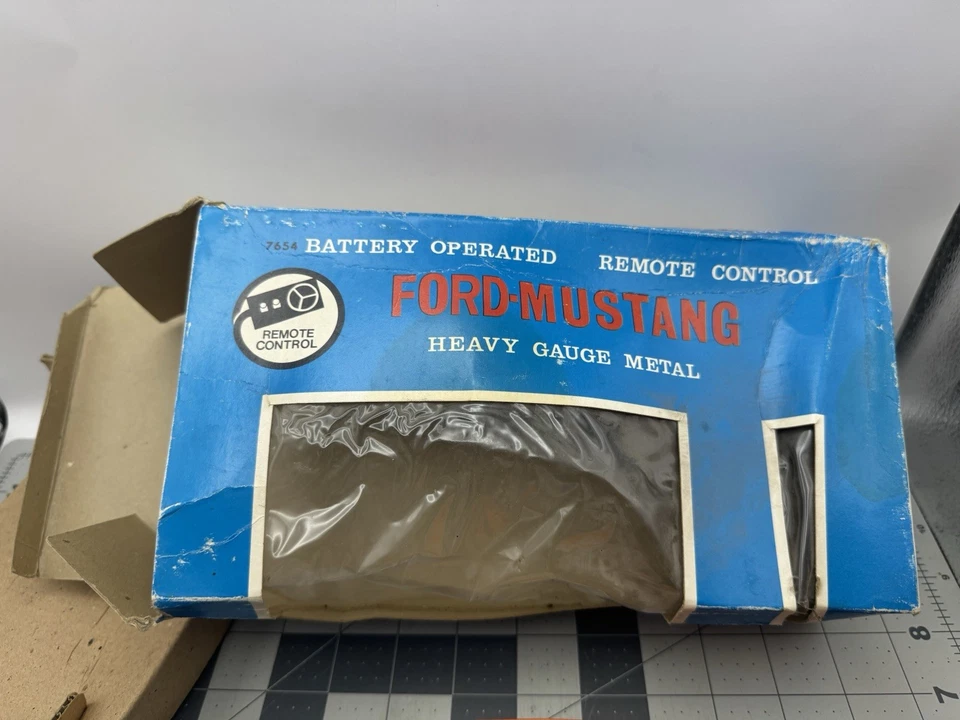 7654 BATTERY OPERATED REMOTE CONTROL
FORD-MUSTANG
HEAVY GAUGE METAL
REMOTE
CONTROL
8
7